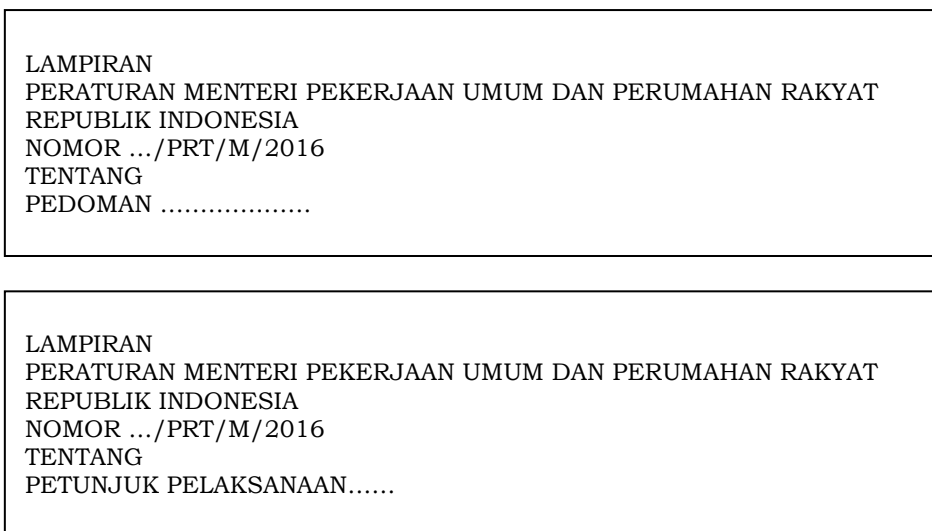 LAMPIRAN
PERATURAN MENTERI PEKERJAAN UMUM DAN PERUMAHAN RAKYAT
REPUBLIK INDONESIA
NOMOR .../PRT/M/2016
TENTANG
PEDOMAN ...................
LAMPIRAN
PERATURAN MENTERI PEKERJAAN UMUM DAN PERUMAHAN RAKYAT
REPUBLIK INDONESIA
NOMOR .../PRT/M/2016
TENTANG
PETUNJUK PELAKSANAAN......